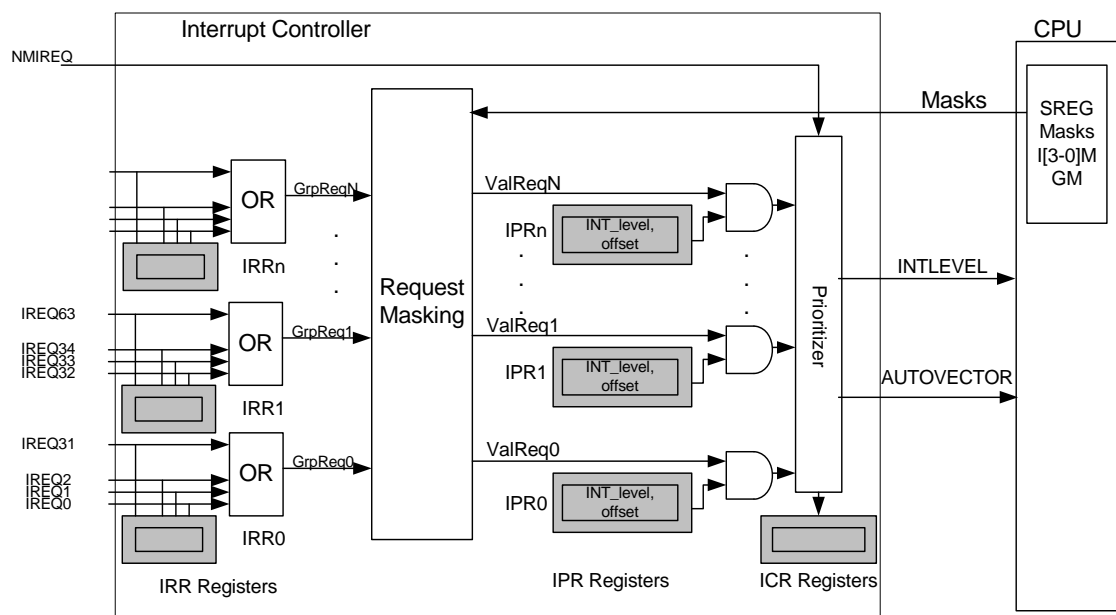 Interrupt Controller
CPU
NMIREQ
Masks
SREG
Masks
I[3-0]M
GM
OR
GrpReqN
IRRn
ValReqN
IPRn
INT_level,
offset
Request
Masking
Prioritizer
INTLEVEL
IREQ63
IREQ34
IREQ33
IREQ32
OR
GrpReq1
IRR1
ValReq1
IPR1
INT_level,
offset
AUTOVECTOR
IREQ31
IREQ2
IREQ1
IREQ0
OR
GrpReq0
IRR0
ValReq0
IPR0
INT_level,
offset
IRR Registers
IPR Registers
ICR Registers